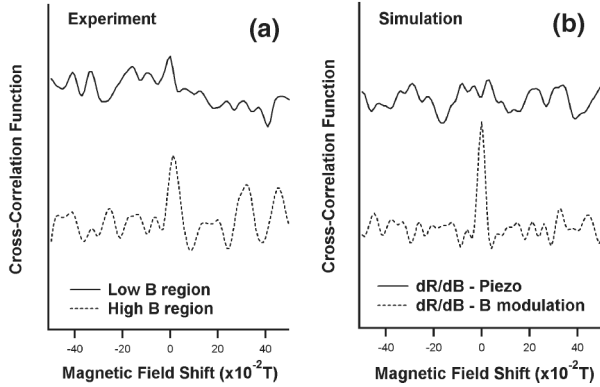 Experiment
(a)
Cross-Correlation Function
Low B region
High B region
-40 -20 0 20 40
Magnetic Field Shift (x10⁻²T)
Simulation
(b)
Cross-Correlation Function
dR/dB - Piezo
dR/dB - B modulation
-40 -20 0 20 40
Magnetic Field Shift (x10⁻²T)